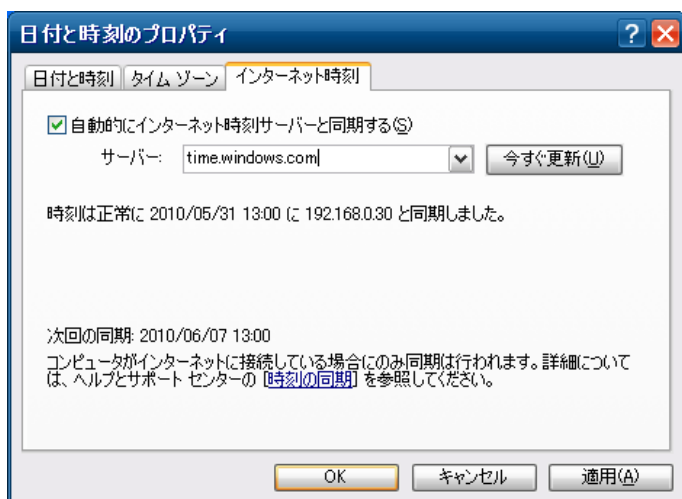 日付と時刻のプロパティ
日付と時刻 タイム ゾーン インターネット時刻
自動的にインターネット時刻サーバーと同期する(S)
サーバー: time.windows.com 今すぐ更新(U)
時刻は正常に 2010/05/31 13:00 に 192.168.0.30 と同期しました。
次回の同期: 2010/06/07 13:00
コンピュータがインターネットに接続している場合にのみ同期は行われます。詳細について
は、ヘルプとサポート センターの [時刻の同期] を参照してください。
OK キャンセル 適用(A)